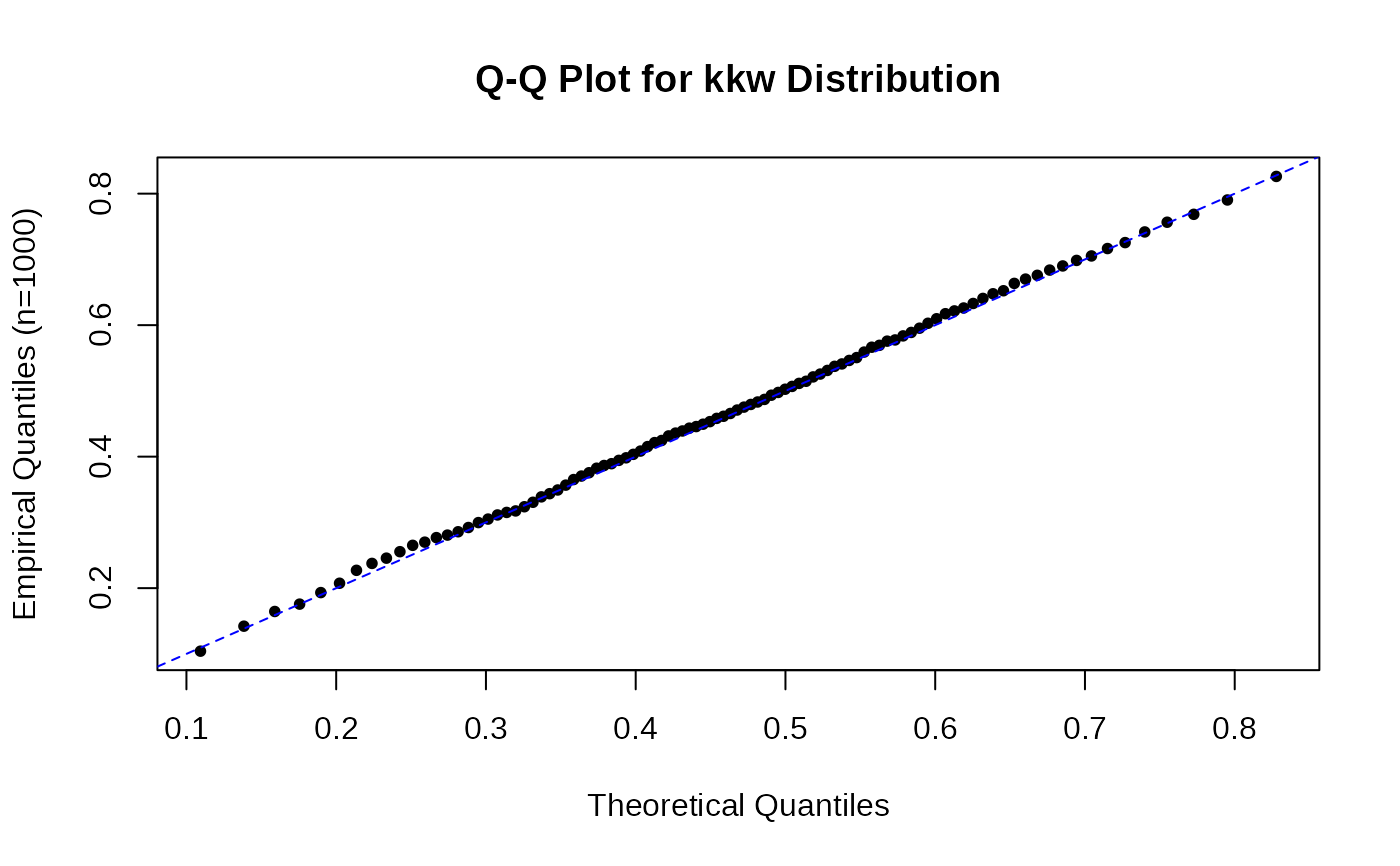 Q-Q Plot for kkw Distribution
Empirical Quantiles (n=1000)
0.8
0.6
0.4
0.2
0.1 0.2 0.3 0.4 0.5 0.6 0.7 0.8
Theoretical Quantiles